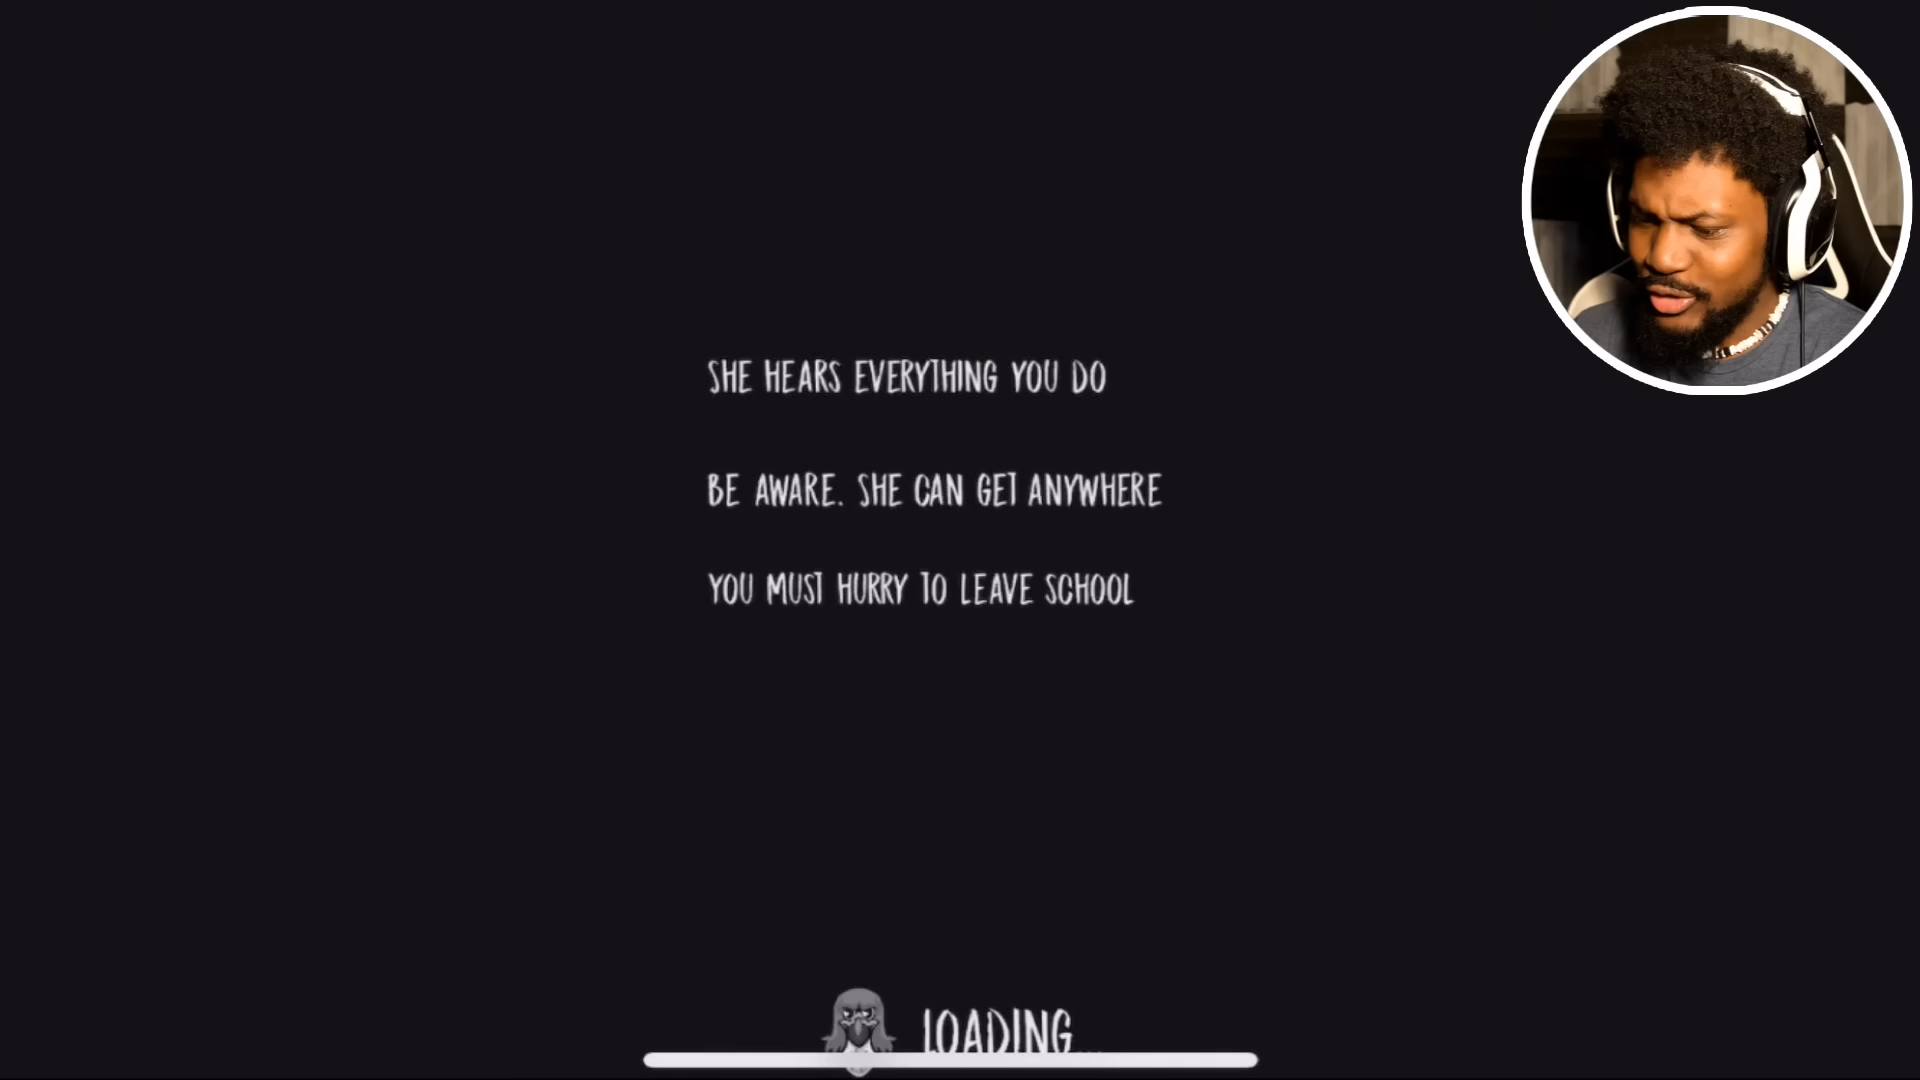 SHE HEARS EVERYTHING YOU DO
BE AWARE. SHE CAN GET ANYWHERE
YOU MUST HURRY TO LEAVE SCHOOL
LOADING...